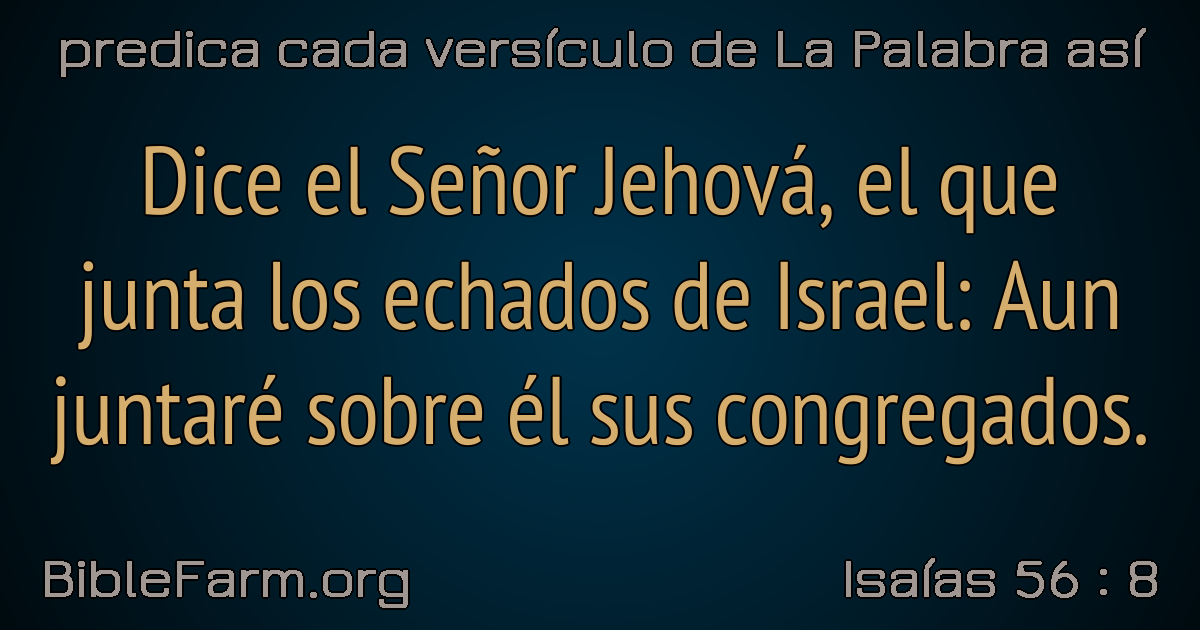 predica cada versículo de La Palabra así
Dice el Señor Jehová, el que
junta los echados de Israel: Aun
juntaré sobre él sus congregados.
BibleFarm.org
Isaías 56 : 8